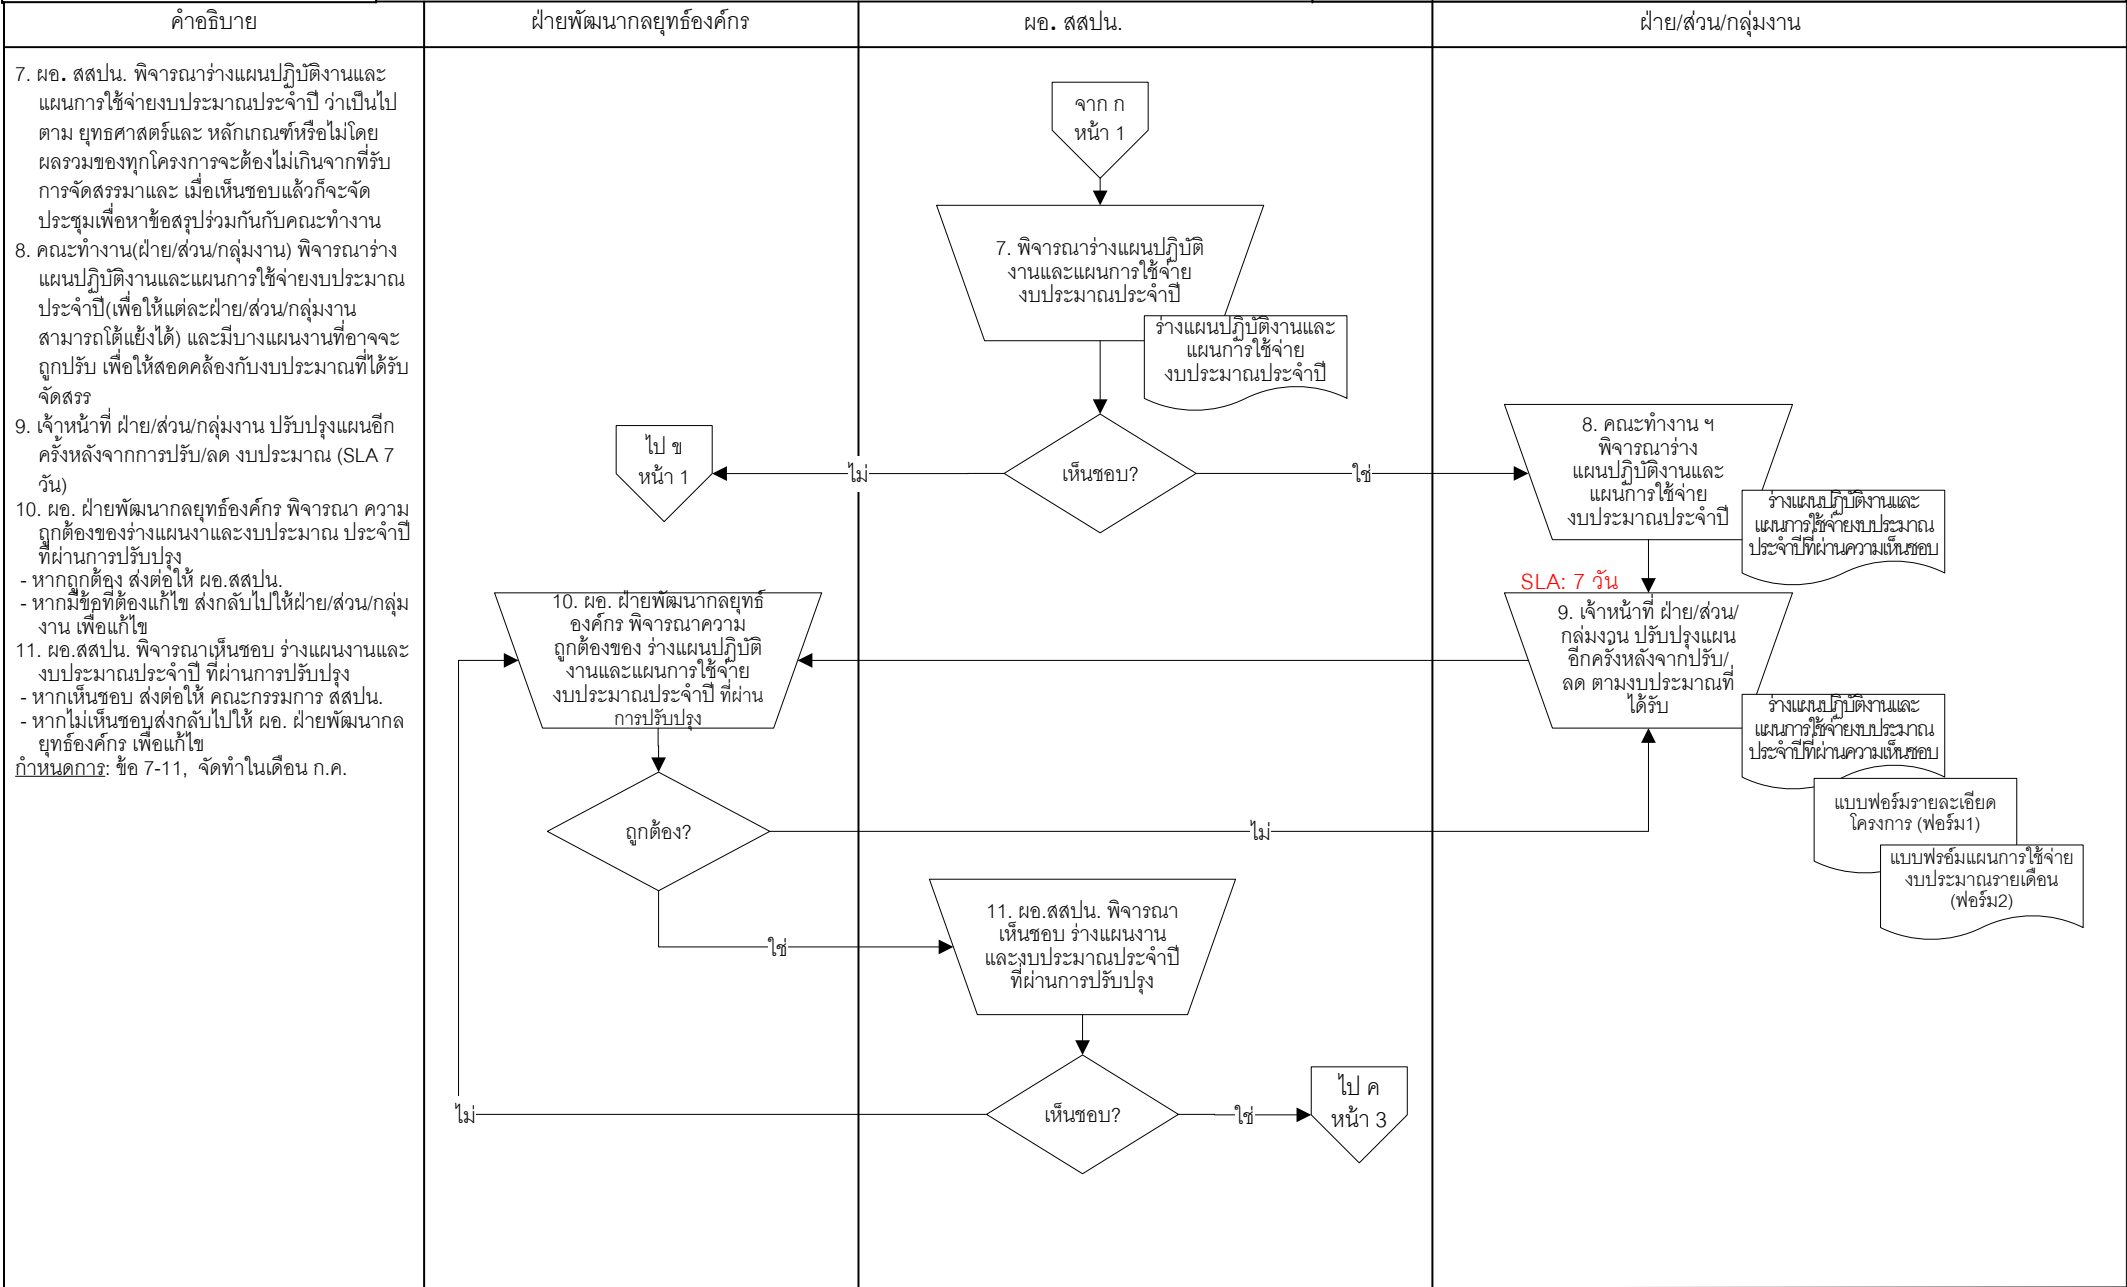 คำอธิบาย
ฝ่ายพัฒนากลยุทธ์องค์กร
ผอ. สสปน.
ฝ่าย/ส่วน/กลุ่มงาน
7. ผอ. สสปน. พิจารณาร่างแผนปฏิบัติงานและ
แผนการใช้จ่ายงบประมาณประจำปี ว่าเป็นไป
ตาม ยุทธศาสตร์และ หลักเกณฑ์หรือไม่โดย
ผลรวมของทุกโครงการจะต้องไม่เกินจากที่รับ
การจัดสรรมาและ เมื่อเห็นชอบแล้วก็จะจัด
ประชุมเพื่อหาข้อสรุปร่วมกันกับคณะทำงาน
8. คณะทำงาน(ฝ่าย/ส่วน/กลุ่มงาน) พิจารณาร่าง
แผนปฏิบัติงานและแผนการใช้จ่ายงบประมาณ
ประจำปี(เพื่อให้แต่ละฝ่าย/ส่วน/กลุ่มงาน
สามารถโต้แย้งได้) และมีบางแผนงานที่อาจจะ
ถูกปรับ เพื่อให้สอดคล้องกับงบประมาณที่ได้รับ
จัดสรร
9. เจ้าหน้าที่ ฝ่าย/ส่วน/กลุ่มงาน ปรับปรุงแผนอีก
ครั้งหลังจากการปรับ/ลด งบประมาณ (SLA 7
วัน)
10. ผอ. ฝ่ายพัฒนากลยุทธ์องค์กร พิจารณา ความ
ถูกต้องของร่างแผนงาและงบประมาณ ประจำปี
ที่ผ่านการปรับปรุง
- หากถูกต้อง ส่งต่อให้ ผอ.สสปน.
- หากมีข้อที่ต้องแก้ไข ส่งกลับไปให้ฝ่าย/ส่วน/กลุ่ม
งาน เพื่อแก้ไข
11. ผอ.สสปน. พิจารณาเห็นชอบ ร่างแผนงานและ
งบประมาณประจำปี ที่ผ่านการปรับปรุง
- หากเห็นชอบ ส่งต่อให้ คณะกรรมการ สสปน.
- หากไม่เห็นชอบส่งกลับไปให้ ผอ. ฝ่ายพัฒนากล
ยุทธ์องค์กร เพื่อแก้ไข
กำหนดการ: ข้อ 7-11, จัดทำในเดือน ก.ค.
จาก ก
หน้า 1
7. พิจารณาร่างแผนปฏิบัติ
งานและแผนการใช้จ่าย
งบประมาณประจำปี
ร่างแผนปฏิบัติงานและ
แผนการใช้จ่าย
งบประมาณประจำปี
ไป ข
หน้า 1
ไม่
เห็นชอบ?
ใช่
8. คณะทำงาน ฯ
พิจารณาร่าง
แผนปฏิบัติงานและ
แผนการใช้จ่าย
งบประมาณประจำปี
ร่างแผนปฏิบัติงานและ
แผนการใช้จ่ายงบประมาณ
ประจำปีที่ผ่านความเห็นชอบ
SLA: 7 วัน
9. เจ้าหน้าที่ ฝ่าย/ส่วน/
กลุ่มงาน ปรับปรุงแผน
อีกครั้งหลังจากปรับ/
ลด ตามงบประมาณที่
ได้รับ
ร่างแผนปฏิบัติงานและ
แผนการใช้จ่ายงบประมาณ
ประจำปีที่ผ่านความเห็นชอบ
แบบฟอร์มรายละเอียด
โครงการ (ฟอร์ม1)
แบบฟรอ์มแผนการใช้จ่าย
งบประมาณรายเดือน
(ฟอร์ม2)
10. ผอ. ฝ่ายพัฒนากลยุทธ์
องค์กร พิจารณาความ
ถูกต้องของ ร่างแผนปฏิบัติ
งานและแผนการใช้จ่าย
งบประมาณประจำปี ที่ผ่าน
การปรับปรุง
ถูกต้อง?
ไม่
ใช่
11. ผอ.สสปน. พิจารณา
เห็นชอบ ร่างแผนงาน
และงบประมาณประจำปี
ที่ผ่านการปรับปรุง
ไม่
เห็นชอบ?
ใช่
ไป ค
หน้า 3